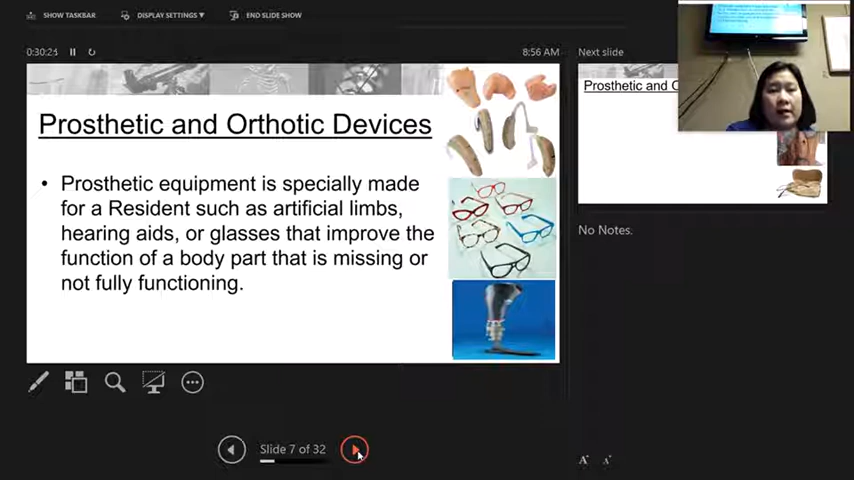 SHOW TASKBAR
DISPLAY SETTINGS ▼
END SLIDE SHOW
0:30:24
8:56 AM
Next slide
Prosthetic and Orthotic Devices
Prosthetic and O
• Prosthetic equipment is specially made
for a Resident such as artificial limbs,
hearing aids, or glasses that improve the
function of a body part that is missing or
not fully functioning.
No Notes.
Slide 7 of 32
A A